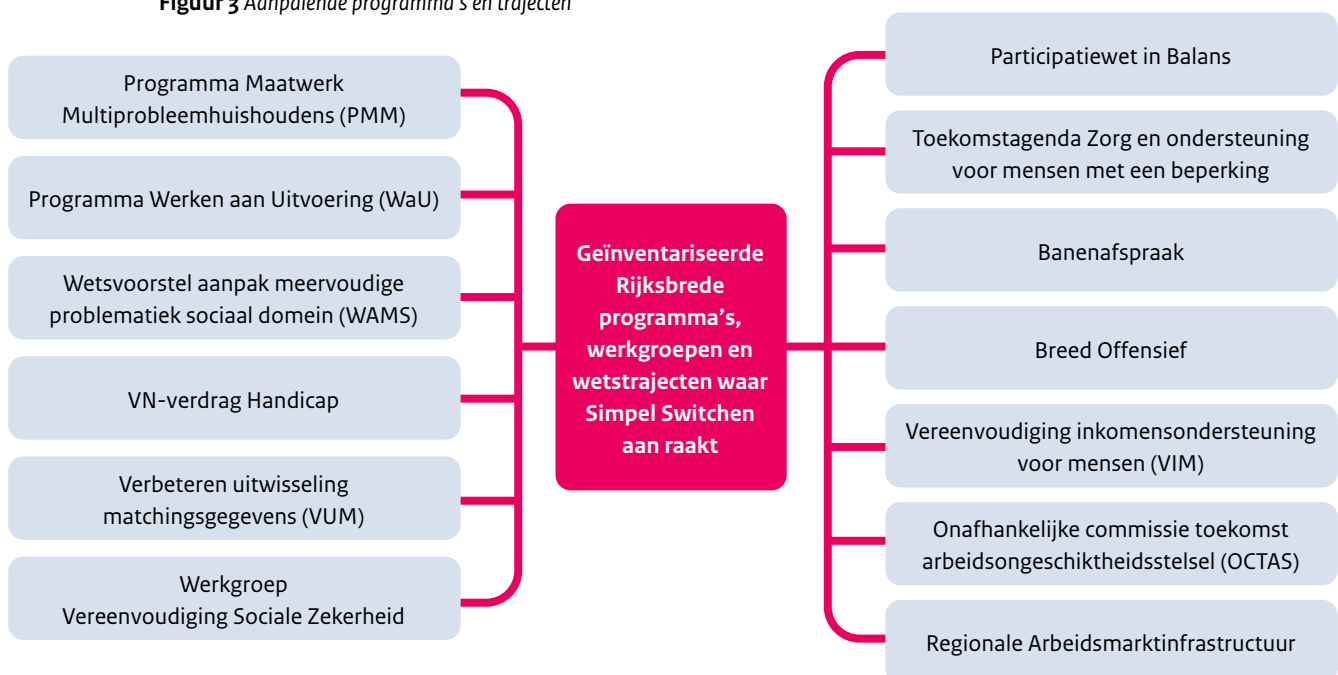 Figuur 3 Aanpalende programma's en trajecten
Programma Maatwerk
Multiprobleemhuishoudens (PMM)
Programma Werken aan Uitvoering (WaU)
Wetsvoorstel aanpak meervoudige
problematiek sociaal domein (WAMS)
VN-verdrag Handicap
Verbeteren uitwisseling
matchingsgegevens (VUM)
Werkgroep
Vereenvoudiging Sociale Zekerheid
Geïnventariseerde
Rijksbrede
programma's,
werkgroepen en
wetstrajecten waar
Simpel Switchen
aan raakt
Participatiewet in Balans
Toekomstagenda Zorg en ondersteuning
voor mensen met een beperking
Banenafspraak
Breed Offensief
Vereenvoudiging inkomensondersteuning
voor mensen (VIM)
Onafhankelijke commissie toekomst
arbeidsongeschiktheidsstelsel (OCTAS)
Regionale Arbeidsmarktinfrastructuur